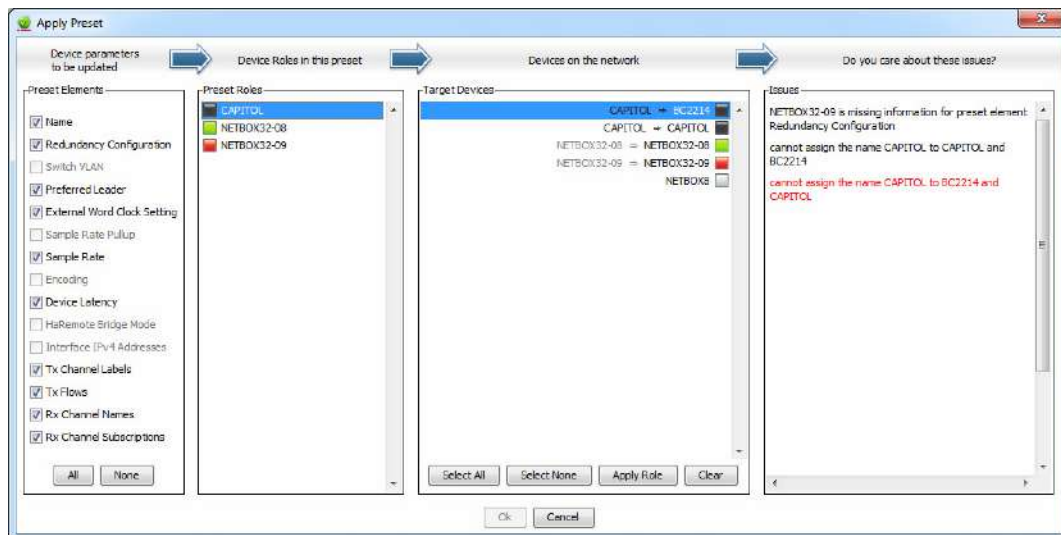 Apply Preset
Device parameters
to be updated
Device Roles in this preset
Devices on the network
Do you care about these issues?
Preset Elements
Name
Redundancy Configuration
Switch VLAN
Preferred Leader
External Word Clock Setting
Sample Rate Pullup
Sample Rate
Encoding
Device Latency
HaRemote Bridge Mode
Interface IPv4 Addresses
Tx Channel Labels
Tx Flows
Rx Channel Names
Rx Channel Subscriptions
All
None
Preset Roles
CAPITOL
NETBOX32-08
NETBOX32-09
Target Devices
CAPITOL → BC2214
CAPITOL → CAPITOL
NETBOX32-08 = NETBOX32-08
NETBOX32-09 = NETBOX32-09
NETBOX8
Select All
Select None
Apply Role
Clear
Issues
NETBOX32-09 is missing information for preset element
Redundancy Configuration
cannot assign the name CAPITOL to CAPITOL and
BC2214
cannot assign the name CAPITOL to BC2214 and
CAPITOL
Ok
Cancel